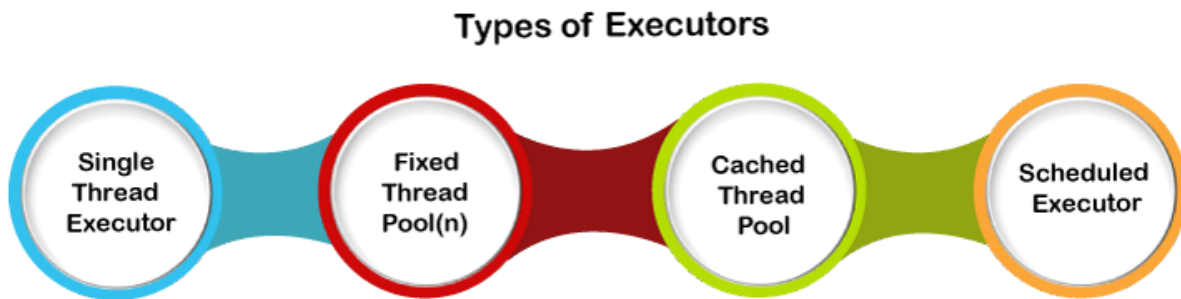 Types of Executors
Single
Thread
Executor
Fixed
Thread
Pool(n)
Cached
Thread
Pool
Scheduled
Executor